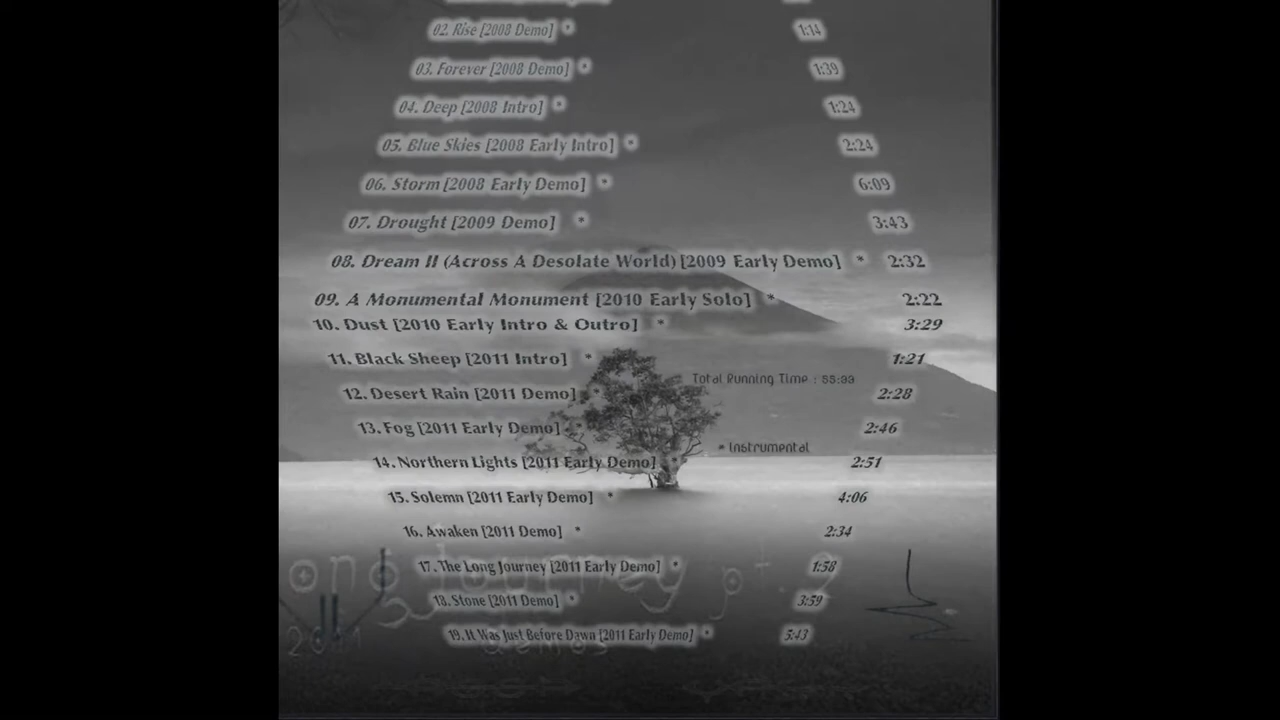 02. Rise [2008 Demo] * 1:14
03. Forever [2008 Demo] * 1:39
04. Deep [2008 Intro] * 1:24
05. Blue Skies [2008 Early Intro] * 2:24
06. Storm [2008 Early Demo] * 6:09
07. Drought [2009 Demo] * 3:43
08. Dream II (Across A Desolate World) [2009 Early Demo] * 2:32
09. A Monumental Monument [2010 Early Solo] * 2:22
10. Dust [2010 Early Intro & Outro] * 3:29
11. Black Sheep [2011 Intro] * 1:21
Total Running Time : 55:33
12. Desert Rain [2011 Demo] * 2:28
13. Fog [2011 Early Demo] * 2:46
* Instrumental
14. Northern Lights [2011 Early Demo] * 2:51
15. Solemn [2011 Early Demo] * 4:06
16. Awaken [2011 Demo] * 2:34
17. The Long Journey [2011 Early Demo] * 1:58
ong Journey pt. 2
18. Stone [2011 Demo] * 3:59
19. It Was Just Before Dawn [2011 Early Demo] * 5:43
2011 demos